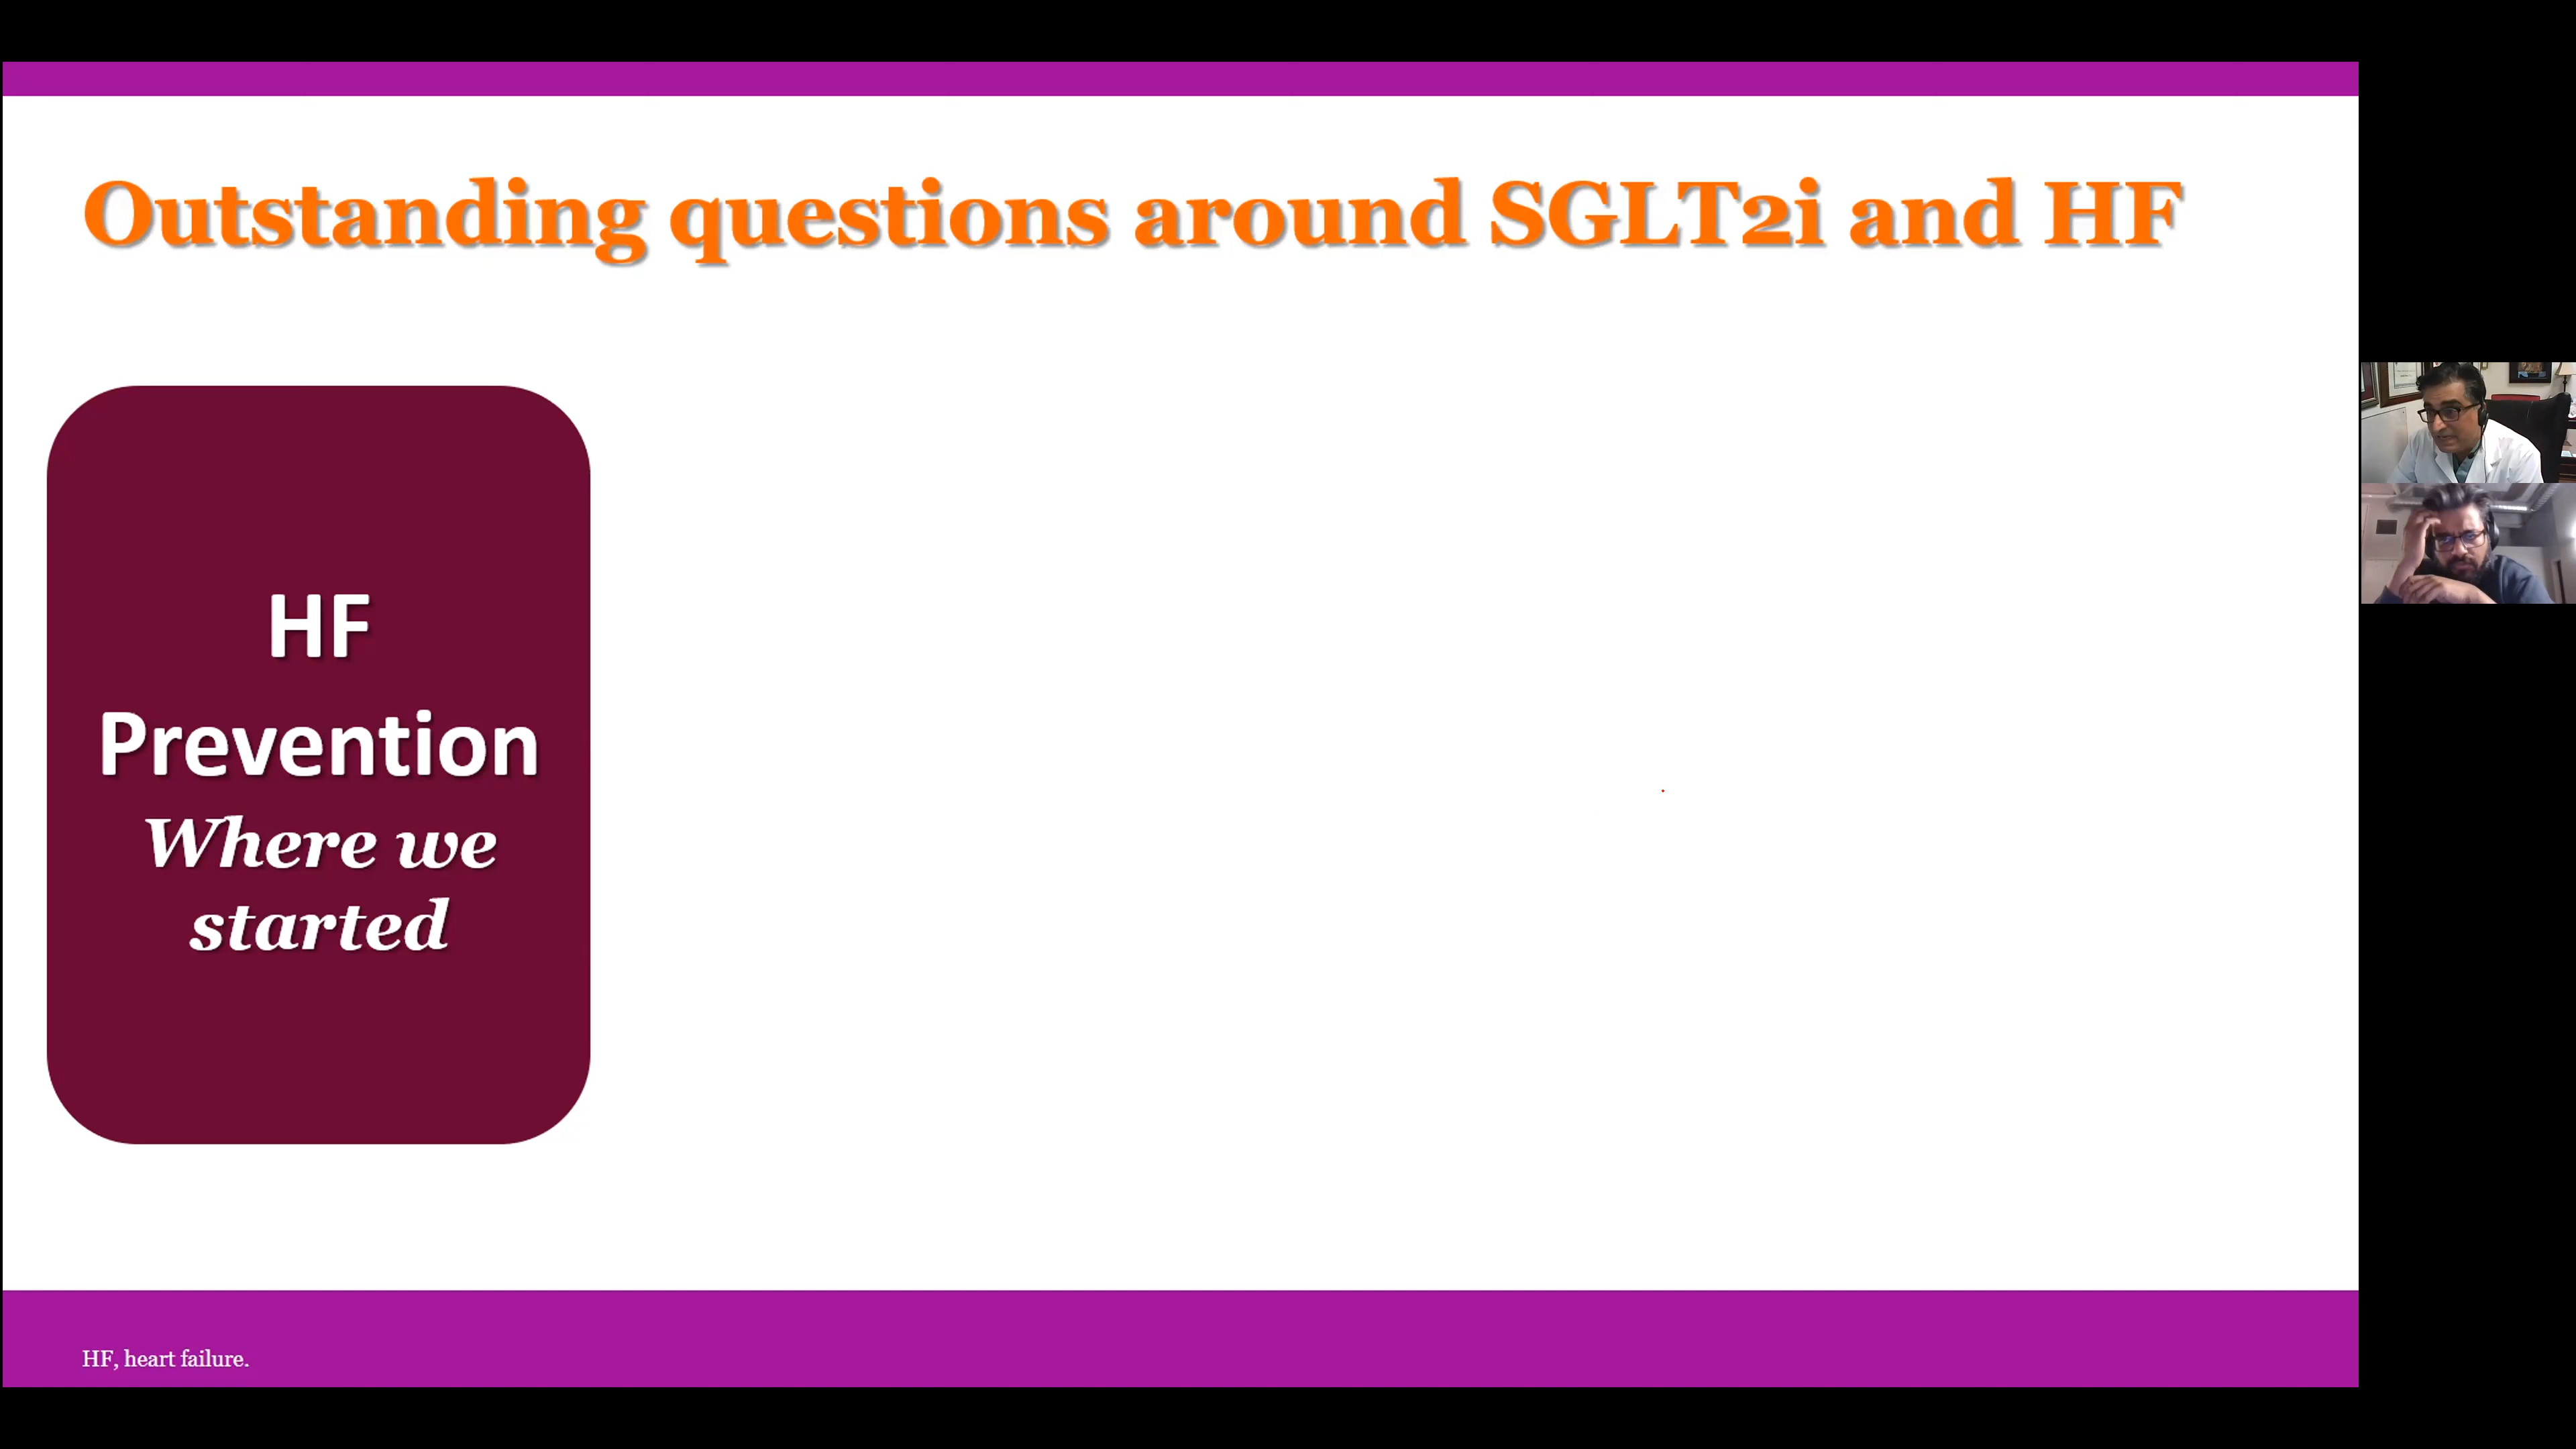 Outstanding questions around SGLT2i and HF
HF
Prevention
Where we
started
HF, heart failure.